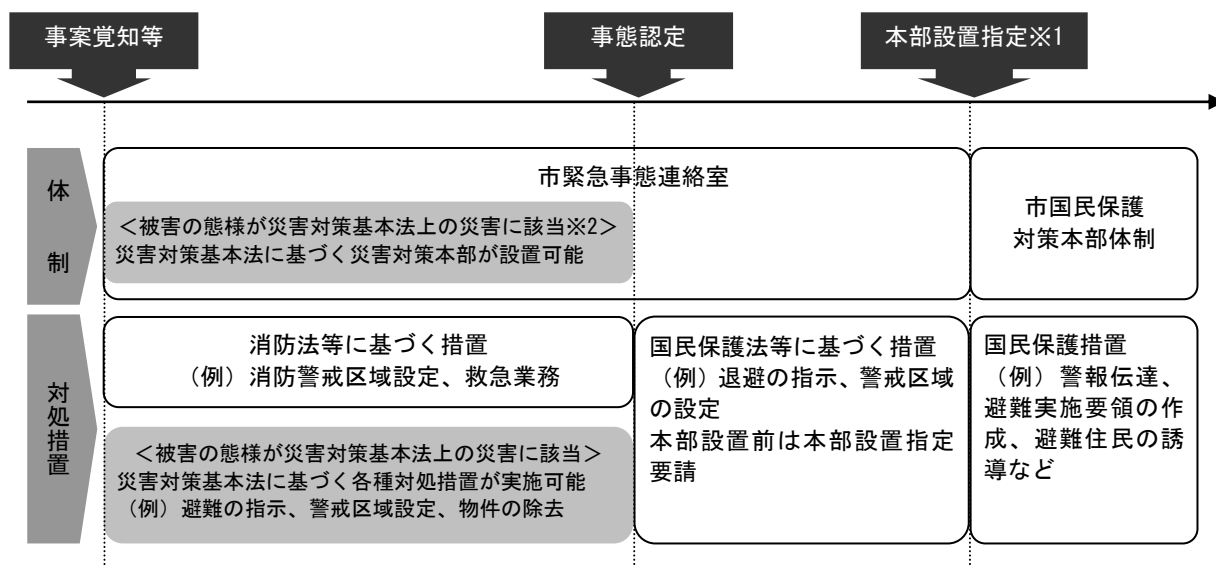 事案覚知等
事態認定
本部設置指定※1
体制
市緊急事態連絡室
＜被害の態様が災害対策基本法上の災害に該当※2＞
災害対策基本法に基づく災害対策本部が設置可能
市国民保護
対策本部体制
対処措置
消防法等に基づく措置
（例）消防警戒区域設定、救急業務
＜被害の態様が災害対策基本法上の災害に該当＞
災害対策基本法に基づく各種対処措置が実施可能
（例）避難の指示、警戒区域設定、物件の除去
国民保護法等に基づく措置
（例）退避の指示、警戒区域
の設定
本部設置前は本部設置指定
要請
国民保護措置
（例）警報伝達、
避難実施要領の作
成、避難住民の誘
導など